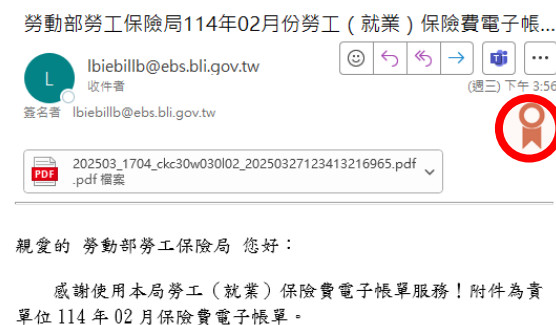 勞動部勞工保險局114年02月份勞工（就業）保險費電子帳...
L
lbiebillb@ebs.bli.gov.tw
收件者
(週三) 下午 3:56
簽名者 lbiebillb@ebs.bli.gov.tw
PDF
202503_1704_ckc30w030l02_20250327123413216965.pdf
.pdf 檔案
親愛的 勞動部勞工保險局 您好：
感謝使用本局勞工（就業）保險費電子帳單服務！附件為貴
單位 114 年 02 月保險費電子帳單。